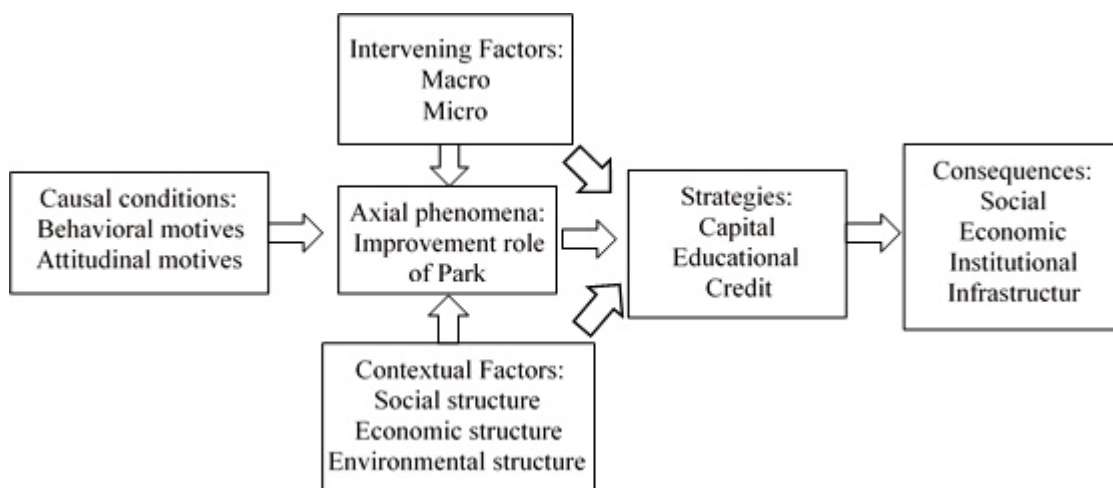 Intervening Factors:
Macro
Micro
Causal conditions:
Behavioral motives
Attitudinal motives
Axial phenomena:
Improvement role
of Park
Strategies:
Capital
Educational
Credit
Consequences:
Social
Economic
Institutional
Infrastructur
Contextual Factors:
Social structure
Economic structure
Environmental structure